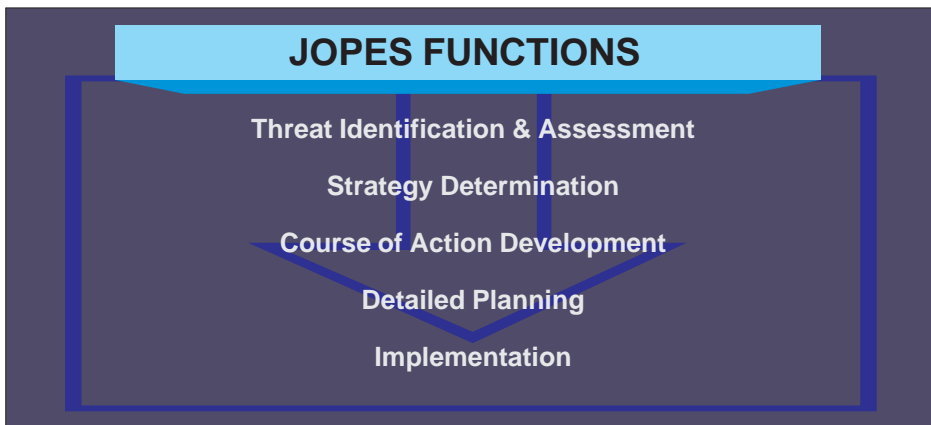 JOPES FUNCTIONS
Threat Identification & Assessment
Strategy Determination
Course of Action Development
Detailed Planning
Implementation